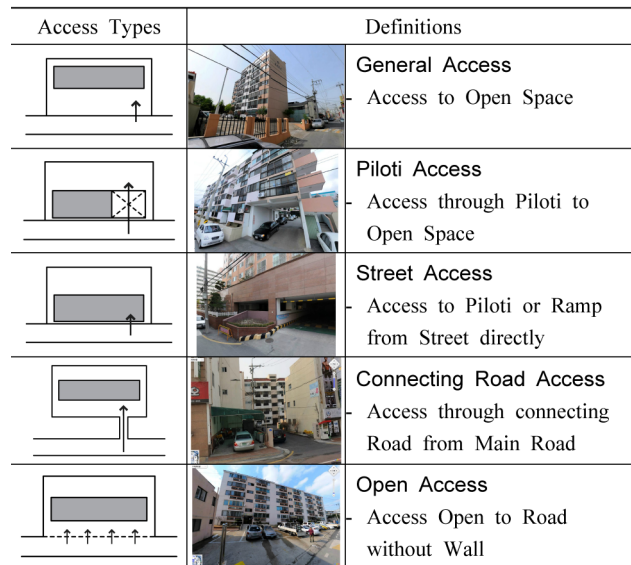 Access Types
Definitions
General Access
- Access to Open Space
Piloti Access
- Access through Piloti to
Open Space
Street Access
- Access to Piloti or Ramp
from Street directly
Connecting Road Access
- Access through connecting
Road from Main Road
Open Access
- Access Open to Road
without Wall